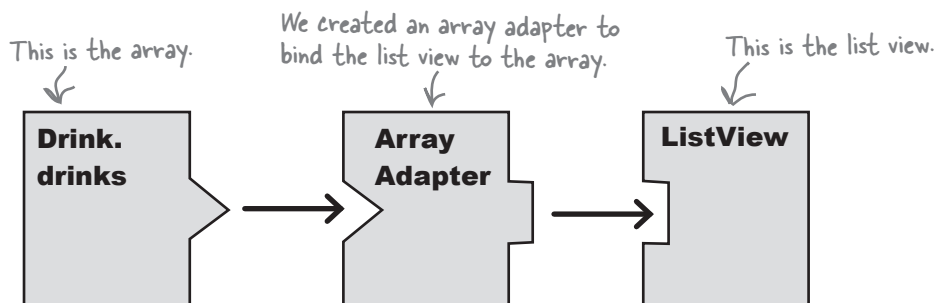 This is the array.
We created an array adapter to
bind the list view to the array.
This is the list view.
Drink.
drinks
Array
Adapter
ListView